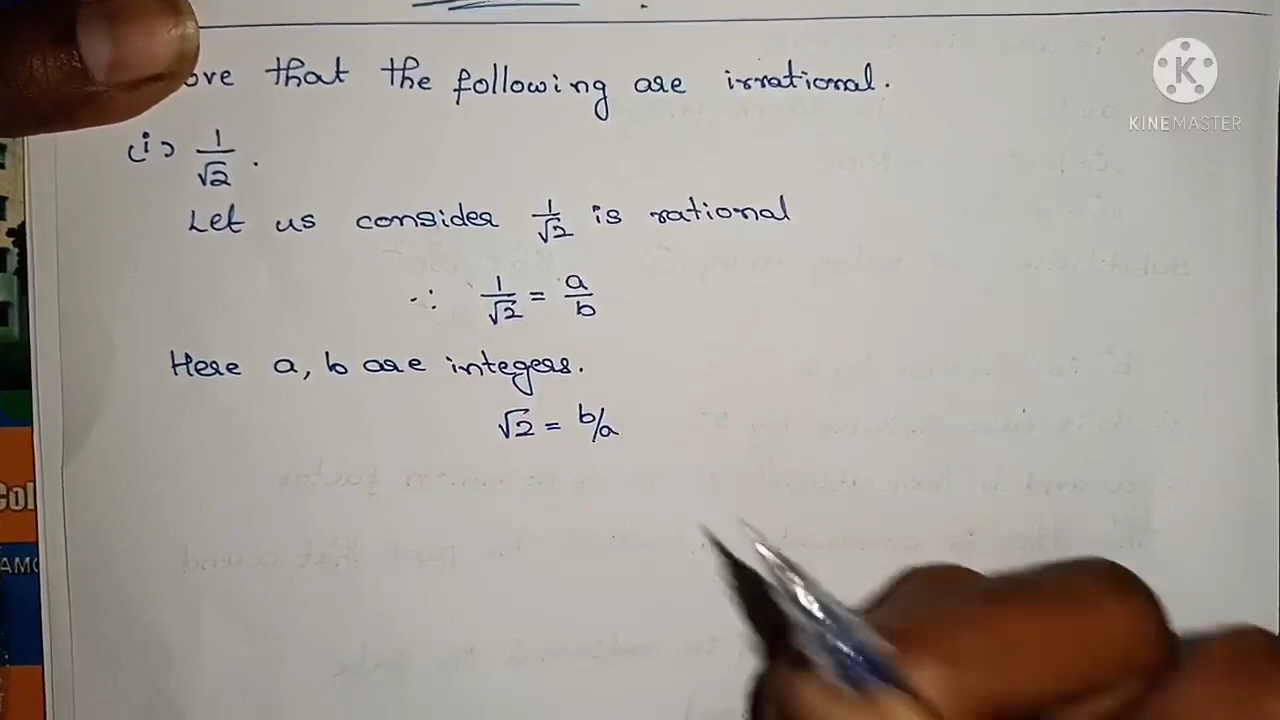 that the following are irrational.
(i) 1/√2.
Let us consider 1/√2 is rational
∴ 1/√2 = a/b
Here a, b are integers.
√2 = b/a
K
KINEMASTER
Col